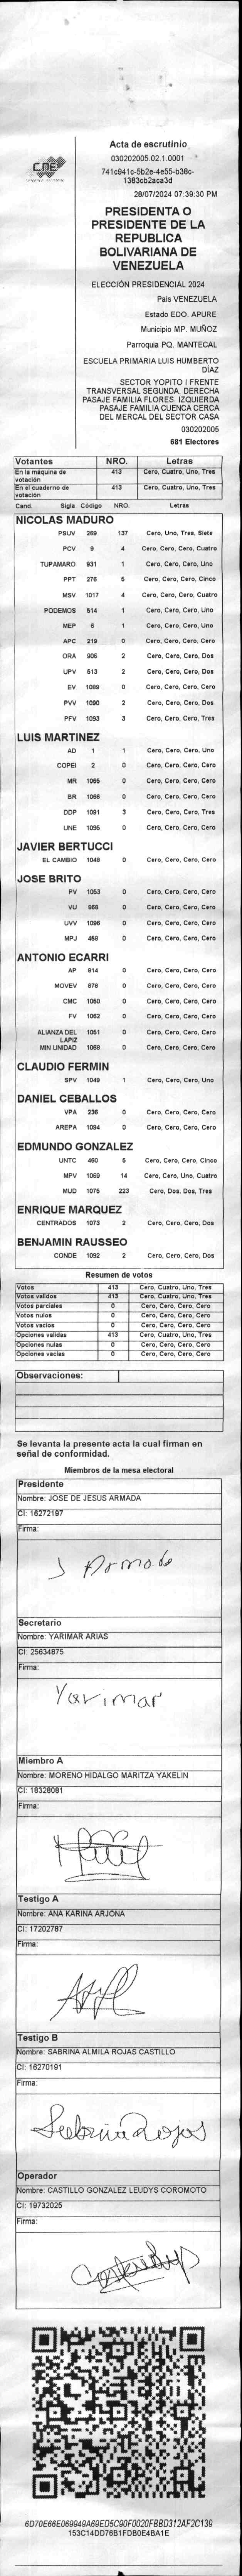 CNE
Acta de escrutinio
030202005.02.1.0001
741c941c-5b2e-4e55-b38c-
1383cb2aca3d
28/07/2024 07:39:30 PM
PRESIDENTA O
PRESIDENTE DE LA
REPUBLICA
BOLIVARIANA DE
VENEZUELA
ELECCIÓN PRESIDENCIAL 2024
Pais VENEZUELA
Estado EDO. APURE
Municipio MP. MUÑOZ
Parroquia PQ. MANTECAL
ESCUELA PRIMARIA LUIS HUMBERTO
DÍAZ
SECTOR YOPITO I FRENTE
TRANSVERSAL SEGUNDA. DERECHA
PASAJE FAMILIA FLORES. IZQUIERDA
PASAJE FAMILIA CUENCA CERCA
DEL MERCAL DEL SECTOR CASA
030202005
681 Electores
Votantes NRO. Letras
En la máquina de votación 413 Cero, Cuatro, Uno, Tres
En el cuaderno de votación 413 Cero, Cuatro, Uno, Tres
Cand. Sigla Código NRO. Letras
NICOLAS MADURO
PSUV 269 137 Cero, Uno, Tres, Siete
PCV 9 4 Cero, Cero, Cero, Cuatro
TUPAMARO 931 1 Cero, Cero, Cero, Uno
PPT 276 5 Cero, Cero, Cero, Cinco
MSV 1017 4 Cero, Cero, Cero, Cuatro
PODEMOS 514 1 Cero, Cero, Cero, Uno
MEP 6 1 Cero, Cero, Cero, Uno
APC 219 0 Cero, Cero, Cero, Cero
ORA 906 2 Cero, Cero, Cero, Dos
UPV 513 2 Cero, Cero, Cero, Dos
EV 1089 0 Cero, Cero, Cero, Cero
PVV 1090 2 Cero, Cero, Cero, Dos
PFV 1093 3 Cero, Cero, Cero, Tres
LUIS MARTINEZ
AD 1 1 Cero, Cero, Cero, Uno
COPEI 2 0 Cero, Cero, Cero, Cero
MR 1065 0 Cero, Cero, Cero, Cero
BR 1066 0 Cero, Cero, Cero, Cero
DDP 1091 3 Cero, Cero, Cero, Tres
UNE 1095 0 Cero, Cero, Cero, Cero
JAVIER BERTUCCI
EL CAMBIO 1048 0 Cero, Cero, Cero, Cero
JOSE BRITO
PV 1053 0 Cero, Cero, Cero, Cero
VU 868 0 Cero, Cero, Cero, Cero
UVV 1096 0 Cero, Cero, Cero, Cero
MPJ 458 0 Cero, Cero, Cero, Cero
ANTONIO ECARRI
AP 814 0 Cero, Cero, Cero, Cero
MOVEV 878 0 Cero, Cero, Cero, Cero
CMC 1050 0 Cero, Cero, Cero, Cero
FV 1062 0 Cero, Cero, Cero, Cero
ALIANZA DEL LAPIZ 1051 0 Cero, Cero, Cero, Cero
MIN UNIDAD 1068 0 Cero, Cero, Cero, Cero
CLAUDIO FERMIN
SPV 1049 1 Cero, Cero, Cero, Uno
DANIEL CEBALLOS
VPA 236 0 Cero, Cero, Cero, Cero
AREPA 1094 0 Cero, Cero, Cero, Cero
EDMUNDO GONZALEZ
UNTC 460 5 Cero, Cero, Cero, Cinco
MPV 1069 14 Cero, Cero, Uno, Cuatro
MUD 1075 223 Cero, Dos, Dos, Tres
ENRIQUE MARQUEZ
CENTRADOS 1073 2 Cero, Cero, Cero, Dos
BENJAMIN RAUSSEO
CONDE 1092 2 Cero, Cero, Cero, Dos
Resumen de votos
Votos 413 Cero, Cuatro, Uno, Tres
Votos validos 413 Cero, Cuatro, Uno, Tres
Votos parciales 0 Cero, Cero, Cero, Cero
Votos nulos 0 Cero, Cero, Cero, Cero
Votos vacios 0 Cero, Cero, Cero, Cero
Opciones validas 413 Cero, Cuatro, Uno, Tres
Opciones nulas 0 Cero, Cero, Cero, Cero
Opciones vacias 0 Cero, Cero, Cero, Cero
Observaciones:
Se levanta la presente acta la cual firman en
señal de conformidad.
Miembros de la mesa electoral
Presidente
Nombre: JOSE DE JESUS ARMADA
CI: 16272197
Firma:
J Armada
Secretario
Nombre: YARIMAR ARIAS
CI: 25634875
Firma:
Yarimar
Miembro A
Nombre: MORENO HIDALGO MARITZA YAKELIN
CI: 18328081
Firma:
Testigo A
Nombre: ANA KARINA ARJONA
CI: 17202787
Firma:
Testigo B
Nombre: SABRINA ALMILA ROJAS CASTILLO
CI: 16270191
Firma:
Sabrina Rojas
Operador
Nombre: CASTILLO GONZALEZ LEUDYS COROMOTO
CI: 19732025
Firma:
6D70E66E069949A69ED5C90F0020FBBD312AF2C139
153C14DD76B1FDB0E4BA1E